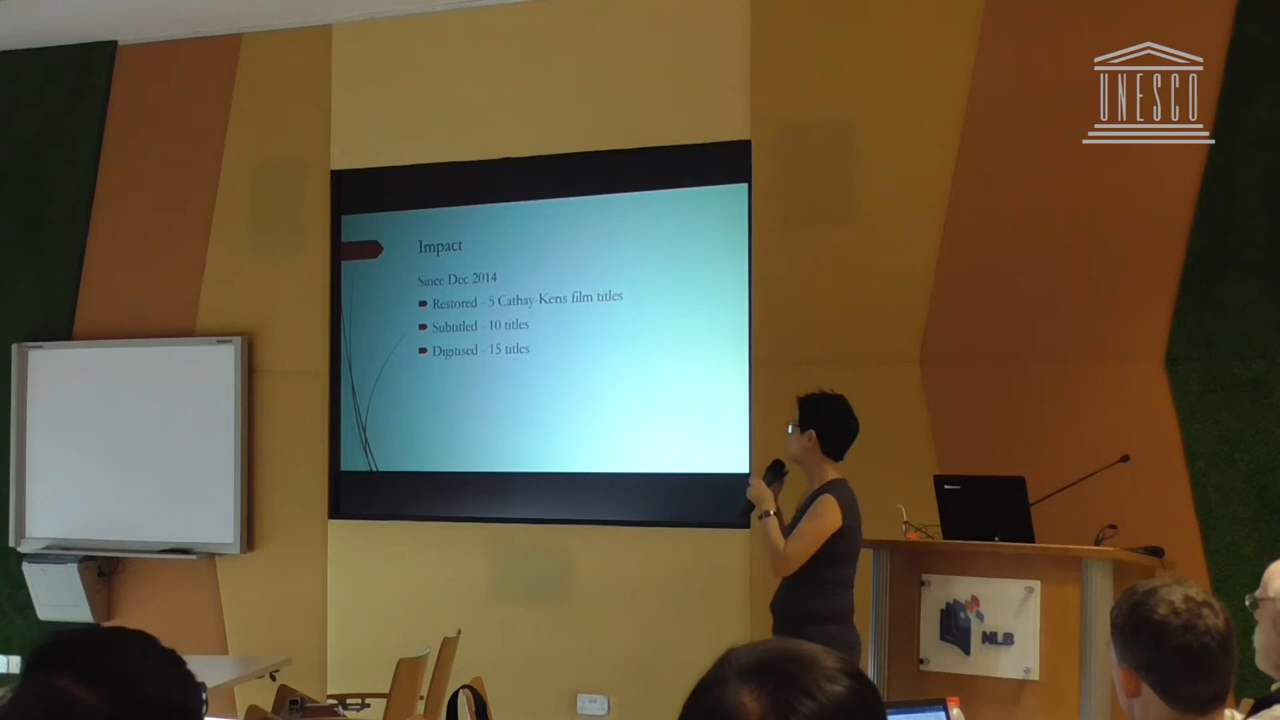 UNESCO
Impact
Since Dec 2014
Restored - 5 Cathay-Keris film titles
Subtitled - 10 titles
Digitised - 15 titles
NLB